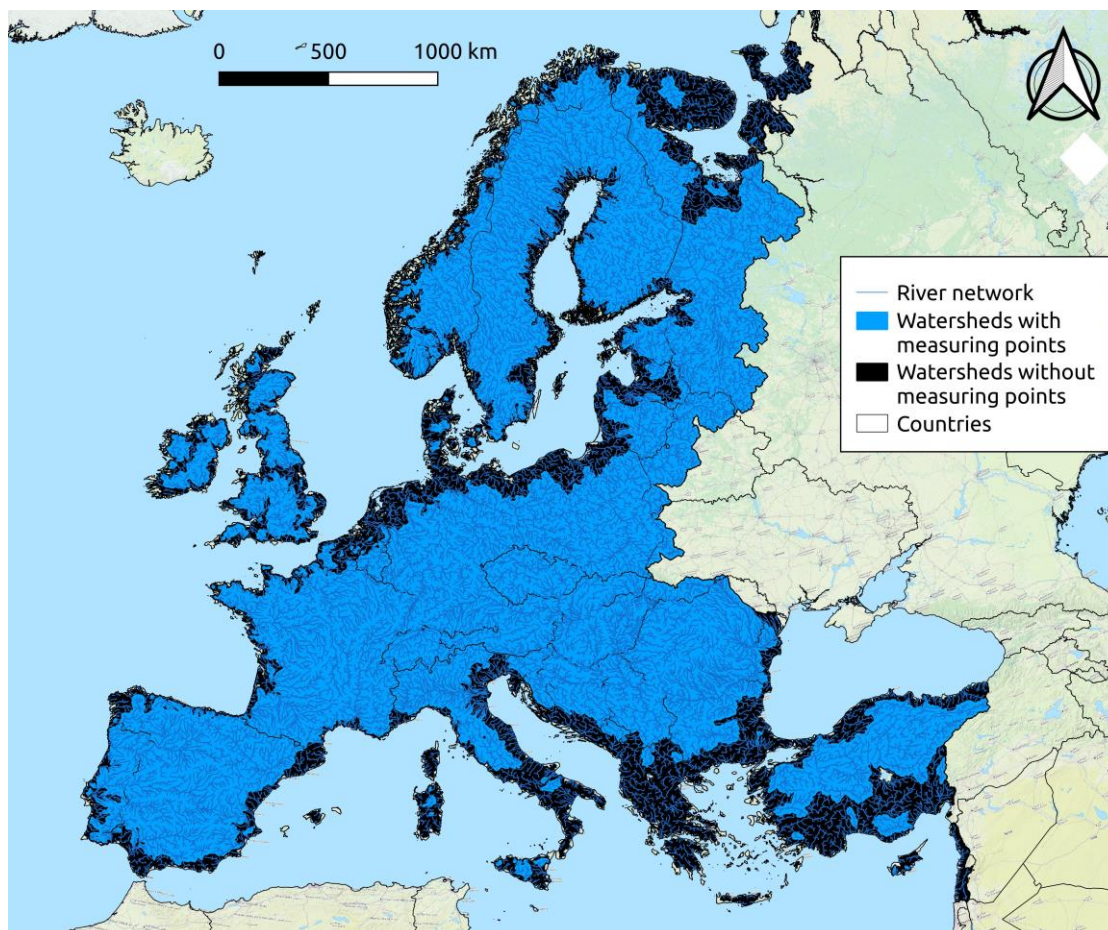 0 500 1000 km
River network
Watersheds with
measuring points
Watersheds without
measuring points
Countries